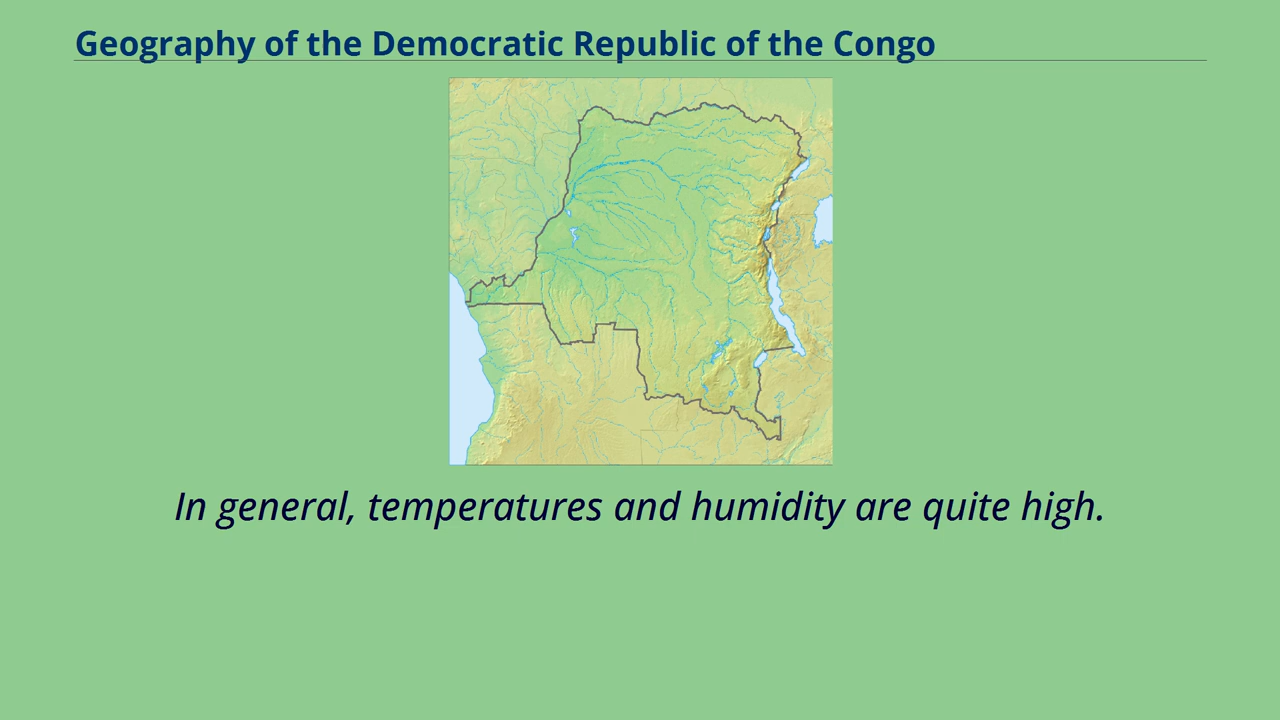 Geography of the Democratic Republic of the Congo
In general, temperatures and humidity are quite high.